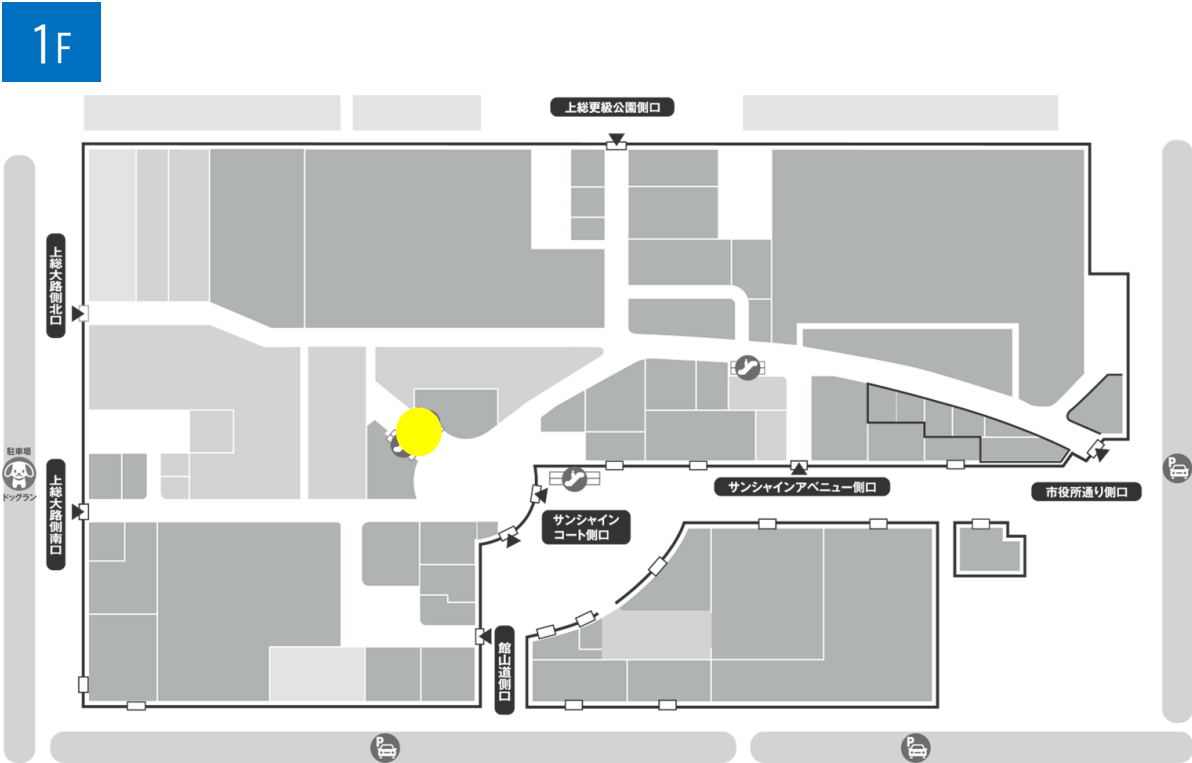 1F
上総更級公園側口
上総大路側北口
駐車場
ドッグラン
上総大路側南口
サンシャインアベニュー側口
市役所通り側口
サンシャイン
コート側口
館山道側口
P
P
P